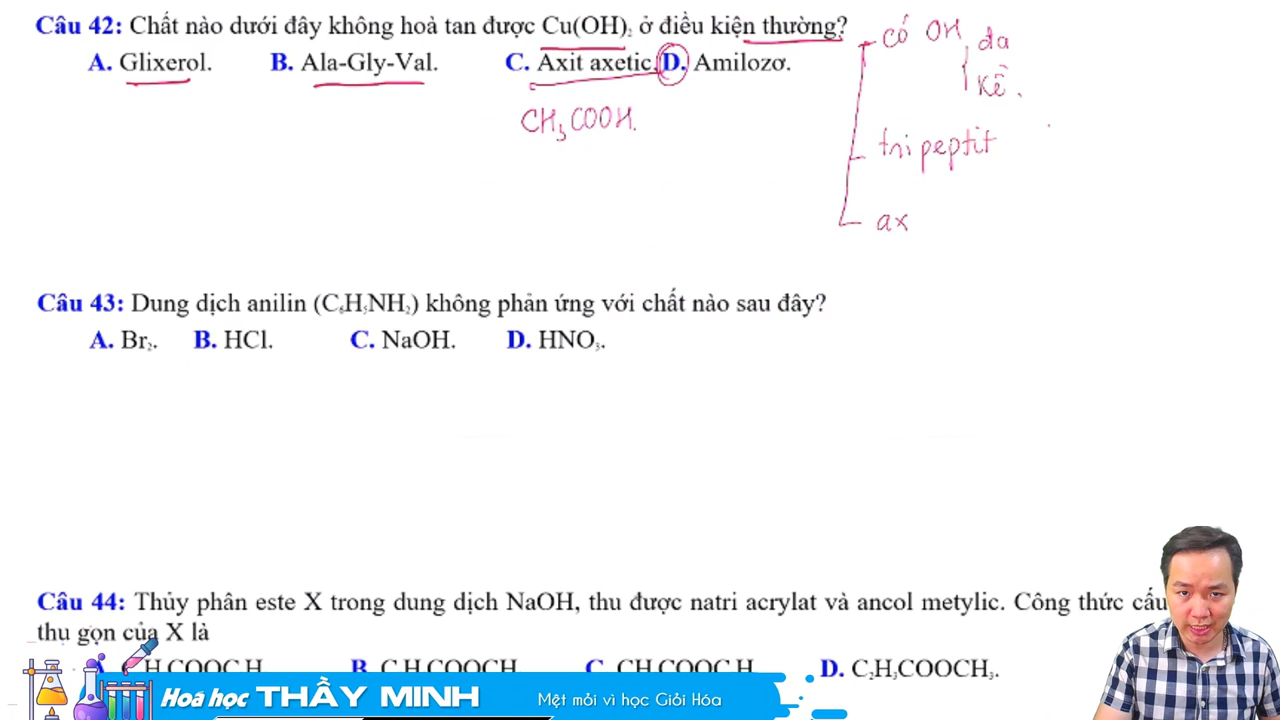 Câu 42: Chất nào dưới đây không hoà tan được Cu(OH)₂ ở điều kiện thường?
A. Glixerol. B. Ala-Gly-Val. C. Axit axetic. D. Amilozơ.
CH₃COOH.
có OH đa
kề.
tripeptit
ax
Câu 43: Dung dịch anilin (C₆H₅NH₂) không phản ứng với chất nào sau đây?
A. Br₂. B. HCl. C. NaOH. D. HNO₃.
Câu 44: Thủy phân este X trong dung dịch NaOH, thu được natri acrylat và ancol metylic. Công thức cấu
thu gọn của X là
D. C₂H₃COOCH₃.
Hoá học THẦY MINH Mệt mỏi vì học Giỏi Hóa